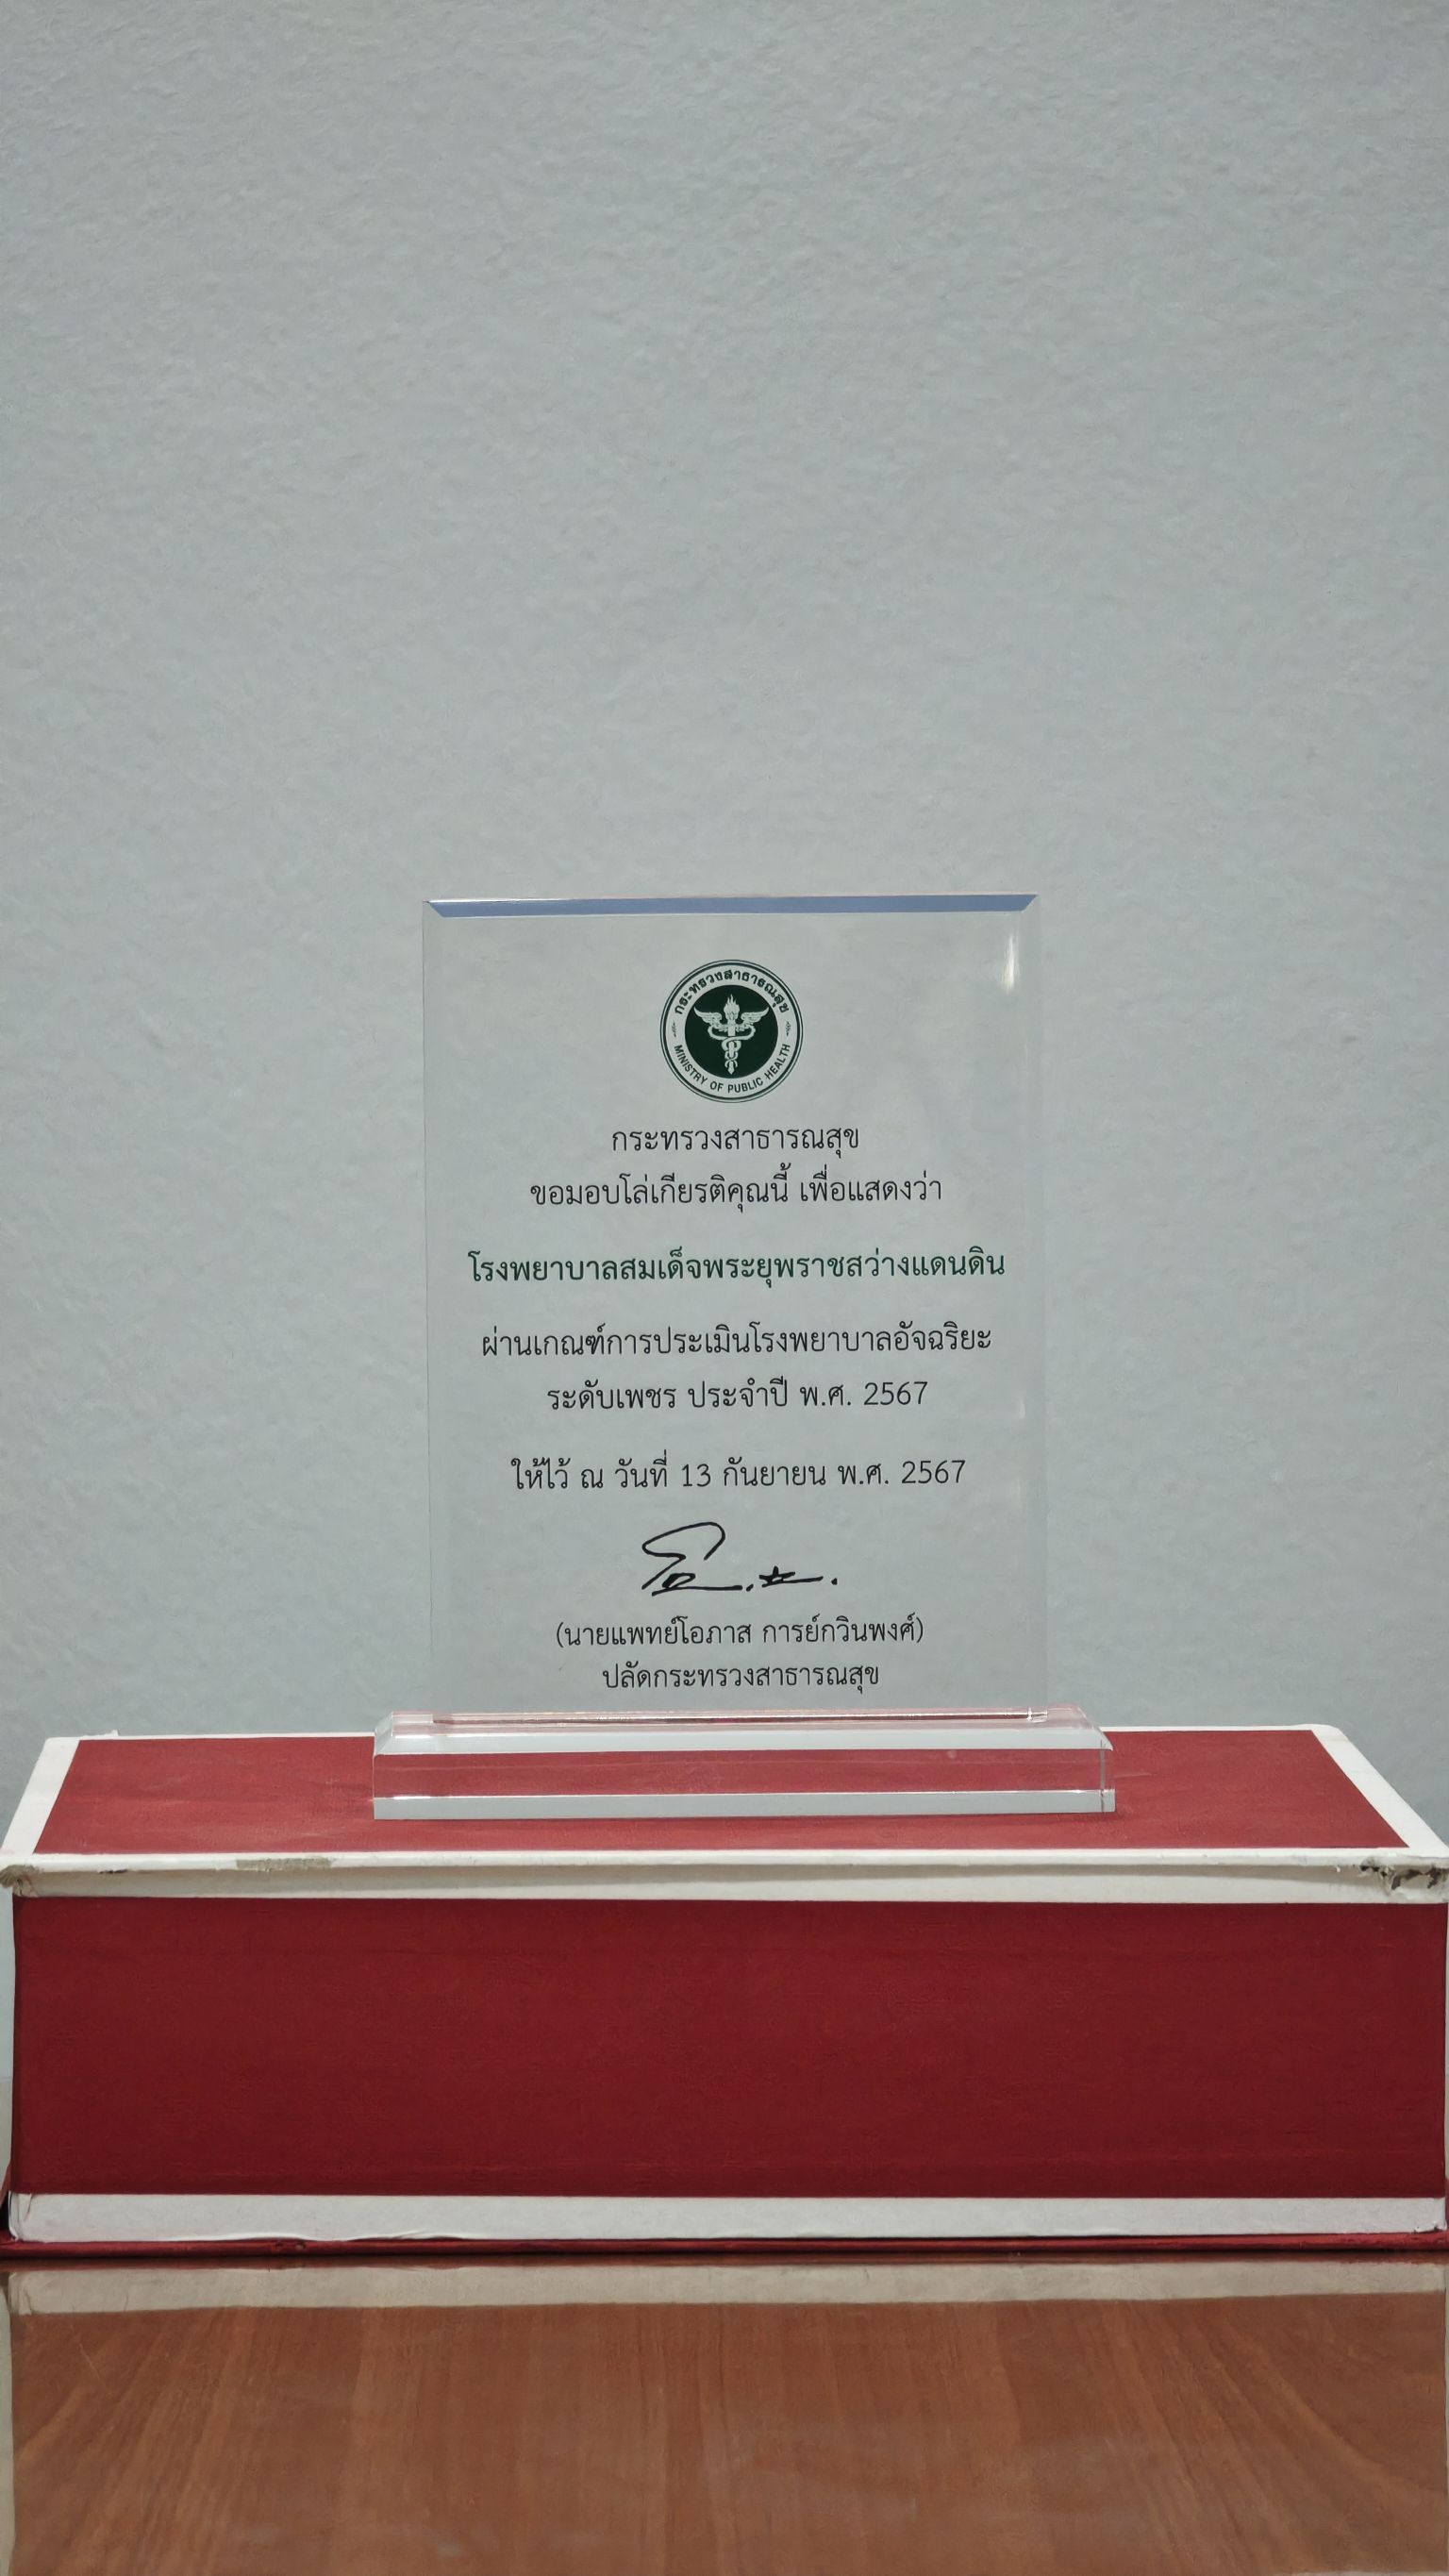 กระทรวงสาธารณสุข
MINISTRY OF PUBLIC HEALTH
กระทรวงสาธารณสุข
ขอมอบโล่เกียรติคุณนี้ เพื่อแสดงว่า
โรงพยาบาลสมเด็จพระยุพราชสว่างแดนดิน
ผ่านเกณฑ์การประเมินโรงพยาบาลอัจฉริยะ
ระดับเพชร ประจำปี พ.ศ. 2567
ให้ไว้ ณ วันที่ 13 กันยายน พ.ศ. 2567
(นายแพทย์โอภาส การย์กวินพงศ์)
ปลัดกระทรวงสาธารณสุข